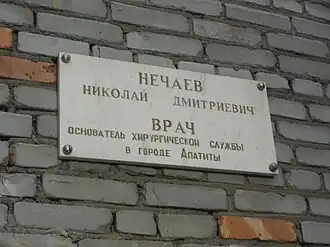 НЕЧАЕВ
НИКОЛАЙ ДМИТРИЕВИЧ
ВРАЧ
ОСНОВАТЕЛЬ ХИРУРГИЧЕСКОЙ СЛУЖБЫ
В ГОРОДЕ АПАТИТЫ